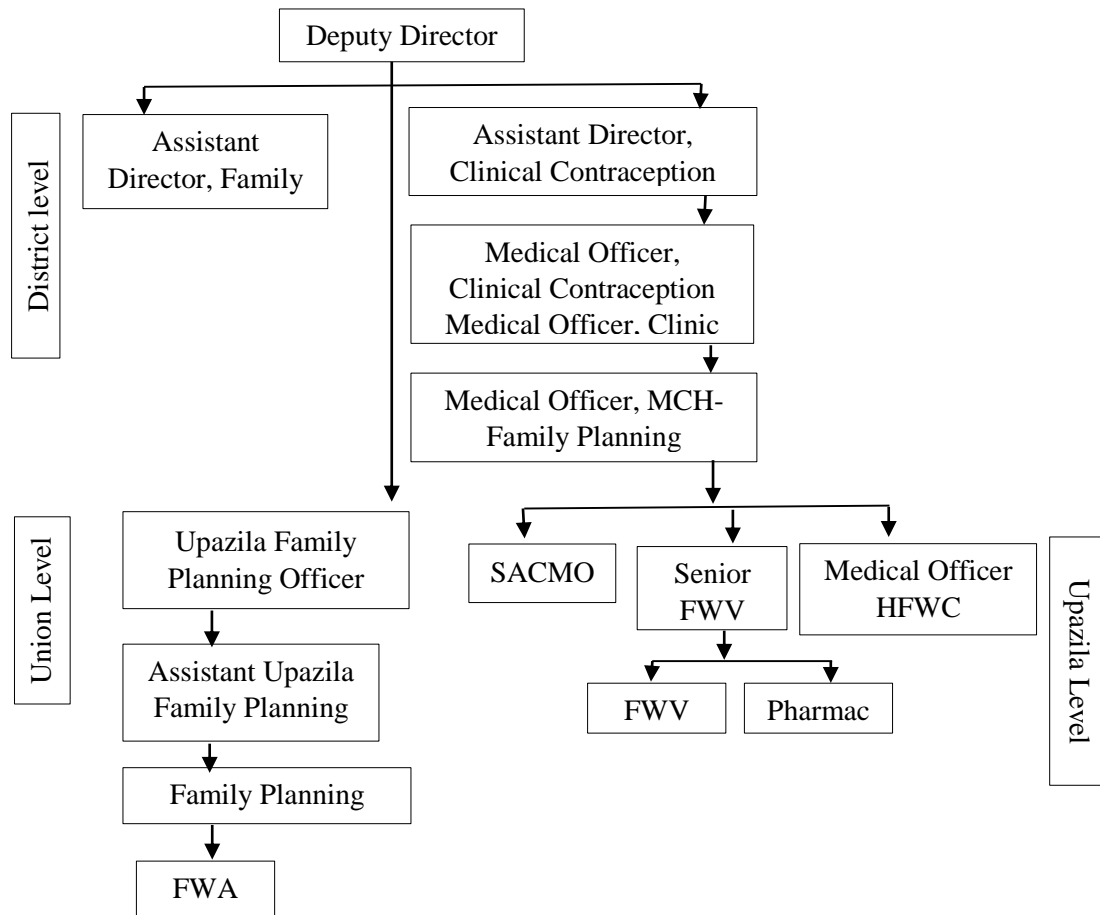 Deputy Director
District level
Assistant
Director, Family
Assistant Director,
Clinical Contraception
Medical Officer,
Clinical Contraception
Medical Officer, Clinic
Medical Officer, MCH-
Family Planning
Union Level
Upazila Family
Planning Officer
SACMO
Senior
FWV
Medical Officer
HFWC
Upazila Level
Assistant Upazila
Family Planning
FWV
Pharmac
Family Planning
FWA